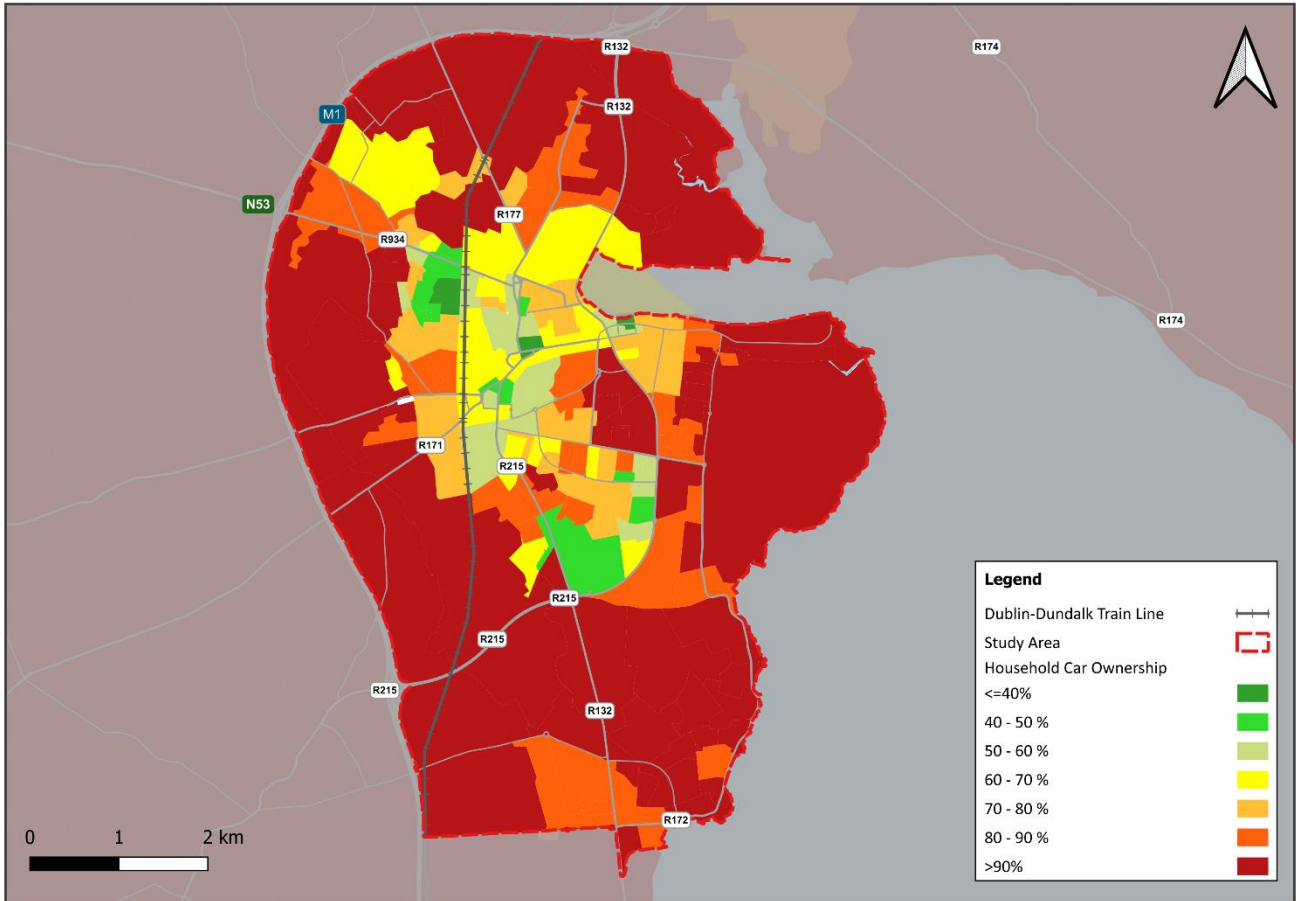 R132
R174
R132
M1
N53
R177
R934
R174
R171
R215
R215
R215
R215
R132
R172
0 1 2 km
Legend
Dublin-Dundalk Train Line
Study Area
Household Car Ownership
<=40%
40 - 50 %
50 - 60 %
60 - 70 %
70 - 80 %
80 - 90 %
>90%